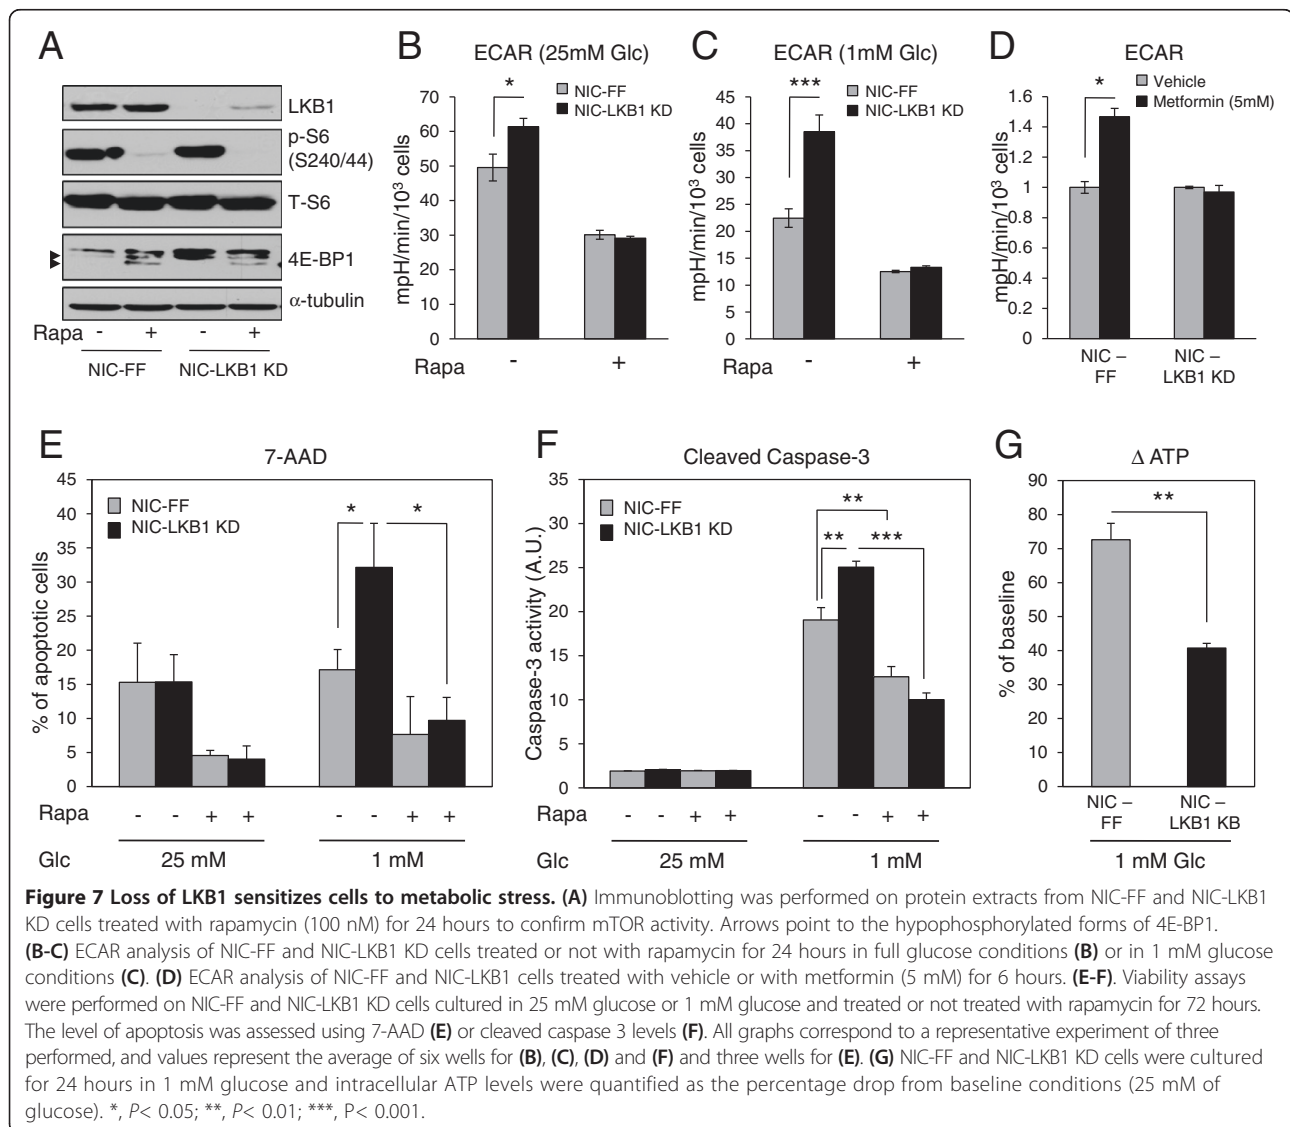 A
LKB1
p-S6
(S240/44)
T-S6
4E-BP1
α-tubulin
Rapa - + - +
NIC-FF NIC-LKB1 KD
B
ECAR (25mM Glc)
*
NIC-FF
NIC-LKB1 KD
mpH/min/10³ cells
70
60
50
40
30
20
10
0
Rapa - +
C
ECAR (1mM Glc)
***
NIC-FF
NIC-LKB1 KD
mpH/min/10³ cells
45
40
35
30
25
20
15
10
5
0
Rapa - +
D
ECAR
Vehicle
Metformin (5mM)
*
mpH/min/10³ cells
1.6
1.4
1.2
1
0.8
0.6
0.4
0.2
0
NIC – NIC –
FF LKB1 KD
E
7-AAD
NIC-FF
NIC-LKB1 KD
* *
% of apoptotic cells
45
40
35
30
25
20
15
10
5
0
Rapa - - + + - - + +
Glc 25 mM 1 mM
F
Cleaved Caspase-3
NIC-FF
NIC-LKB1 KD
**
** ***
Caspase-3 activity (A.U.)
35
30
25
20
15
10
5
0
Rapa - - + + - - + +
Glc 25 mM 1 mM
G
Δ ATP
**
% of baseline
90
80
70
60
50
40
30
20
10
0
NIC – NIC –
FF LKB1 KB
1 mM Glc
Figure 7 Loss of LKB1 sensitizes cells to metabolic stress. (A) Immunoblotting was performed on protein extracts from NIC-FF and NIC-LKB1
KD cells treated with rapamycin (100 nM) for 24 hours to confirm mTOR activity. Arrows point to the hypophosphorylated forms of 4E-BP1.
(B-C) ECAR analysis of NIC-FF and NIC-LKB1 KD cells treated or not with rapamycin for 24 hours in full glucose conditions (B) or in 1 mM glucose
conditions (C). (D) ECAR analysis of NIC-FF and NIC-LKB1 cells treated with vehicle or with metformin (5 mM) for 6 hours. (E-F). Viability assays
were performed on NIC-FF and NIC-LKB1 KD cells cultured in 25 mM glucose or 1 mM glucose and treated or not treated with rapamycin for 72 hours.
The level of apoptosis was assessed using 7-AAD (E) or cleaved caspase 3 levels (F). All graphs correspond to a representative experiment of three
performed, and values represent the average of six wells for (B), (C), (D) and (F) and three wells for (E). (G) NIC-FF and NIC-LKB1 KD cells were cultured
for 24 hours in 1 mM glucose and intracellular ATP levels were quantified as the percentage drop from baseline conditions (25 mM of
glucose). *, P< 0.05; **, P< 0.01; ***, P< 0.001.